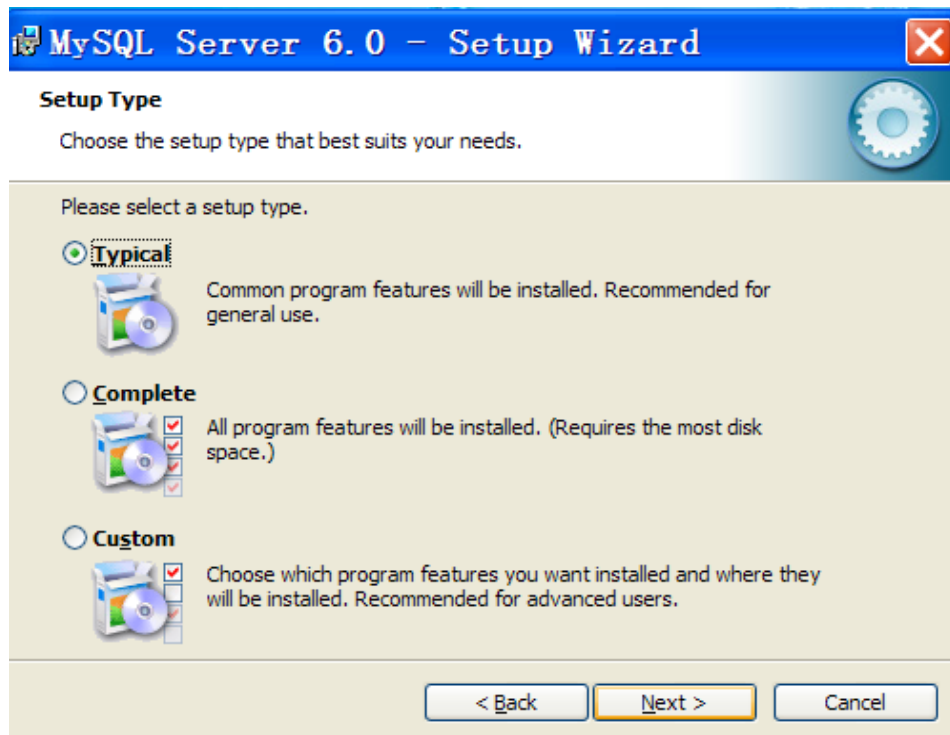 MySQL Server 6.0 - Setup Wizard
Setup Type
Choose the setup type that best suits your needs.
Please select a setup type.
Typical
Common program features will be installed. Recommended for
general use.
Complete
All program features will be installed. (Requires the most disk
space.)
Custom
Choose which program features you want installed and where they
will be installed. Recommended for advanced users.
< Back
Next >
Cancel